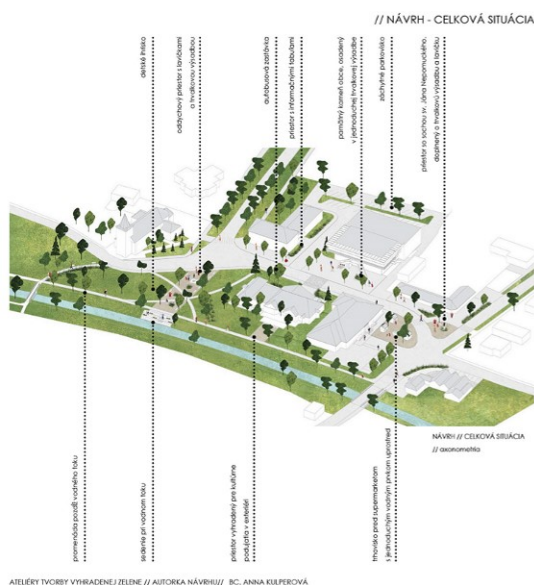 // NÁVRH - CELKOVÁ SITUÁCIA
detské ihrisko
oddychový priestor s lavičkami
a trvalkovou výsadbou
autobusová zastávka
priestor s informačnými tabuľami
pamätný kameň obce, osadený
v jednoduchej trvalkovej výsadbe
záchytné parkovisko
priestor so sochou sv. Jána Nepomuckého,
doplnený o trvalkovú výsadbu a lavičku
promenáda pozdĺž vodného toku
sedenie pri vodnom toku
priestor vyhradený pre kultúrne
podujatia v exteriéri
trhovisko pred supermarketom
s jednoduchým vodným prvkom uprostred
NÁVRH // CELKOVÁ SITUÁCIA
// axonometria
ATELIÉRY TVORBY VYHRADENEJ ZELENE // AUTORKA NÁVRHU// BC. ANNA KULPEROVÁ